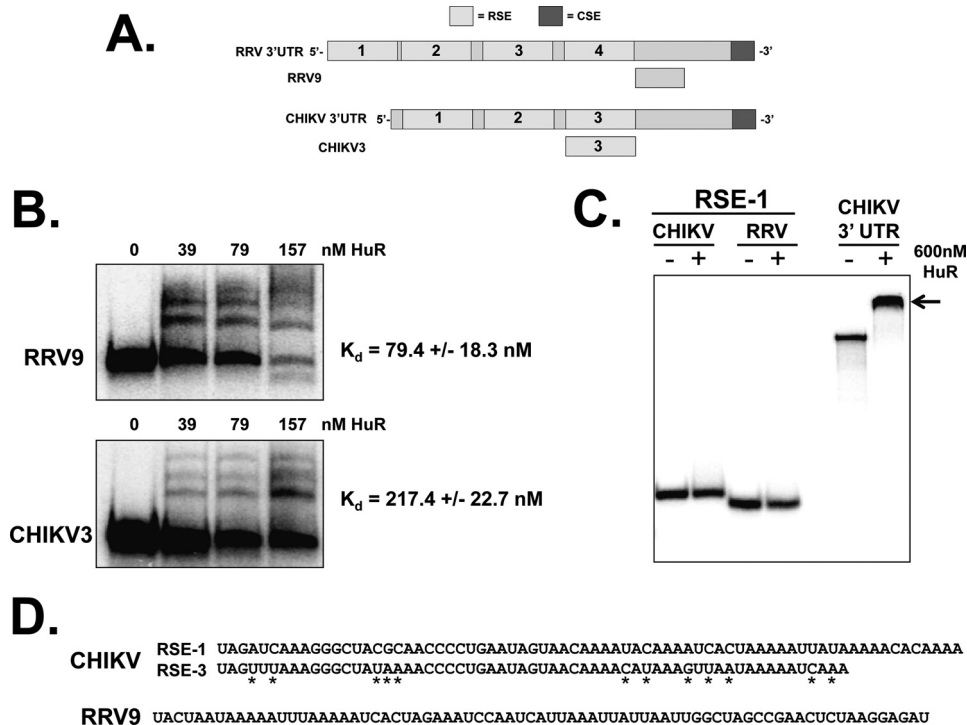 A.
= RSE = CSE
RRV 3'UTR 5'- 1 2 3 4 -3'
RRV9
CHIKV 3'UTR 5'- 1 2 3 -3'
CHIKV3 3
B.
0 39 79 157 nM HuR
RRV9
Kd = 79.4 +/- 18.3 nM
0 39 79 157 nM HuR
CHIKV3
Kd = 217.4 +/- 22.7 nM
C.
RSE-1
CHIKV RRV CHIKV 3' UTR
- + - + - + 600nM HuR
D.
CHIKV
RSE-1 UAGAUCAAAGGGCUACGCAACCCCUGAAUAGUAACAAAAUACAAAAUCACUAAAAAUUAUAAAAACACAAAA
RSE-3 UAGUUUAAAGGGCUAUAAAACCCCUGAAUAGUAACAAAACAUAAAGUUAAUAAAAAUCAAA
* * * * * * * * * * * *
RRV9 UACUAAUAAAAAUUUAAAAAUCACUAGAAAUCCAAUCAUUAAAUUAUUAAUUGGCUAGCCGAACUCUAAGGAGAU